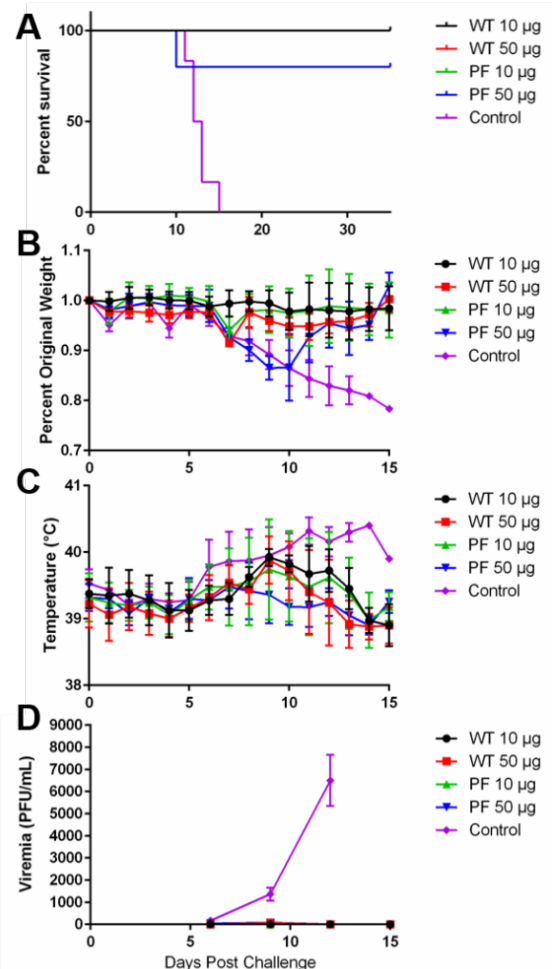 A
Percent survival
100
50
0
0 10 20 30
WT 10 µg
WT 50 µg
PF 10 µg
PF 50 µg
Control
B
Percent Original Weight
1.1
1.0
0.9
0.8
0.7
0 5 10 15
WT 10 µg
WT 50 µg
PF 10 µg
PF 50 µg
Control
C
Temperature (°C)
41
40
39
38
0 5 10 15
WT 10 µg
WT 50 µg
PF 10 µg
PF 50 µg
Control
D
Viremia (PFU/mL)
9000
8000
7000
6000
5000
4000
3000
2000
1000
0
0 5 10 15
Days Post Challenge
WT 10 µg
WT 50 µg
PF 10 µg
PF 50 µg
Control